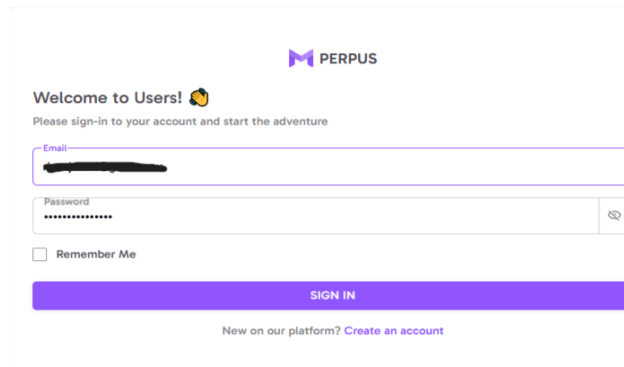 PERPUS
Welcome to Users! 👋
Please sign-in to your account and start the adventure
Email
Password
•••••••••••••••
Remember Me
SIGN IN
New on our platform? Create an account